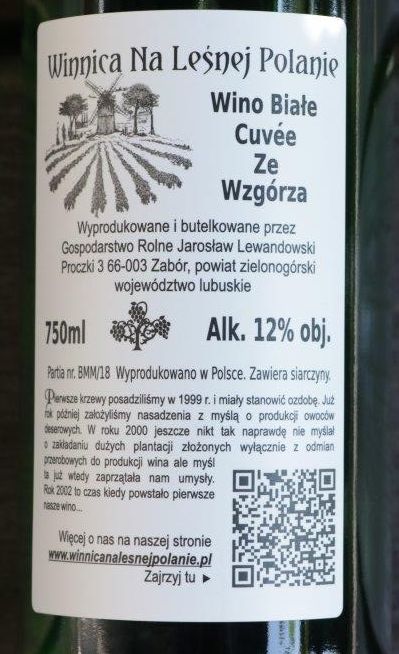 Winnica Na Leśnej Polanie
Wino Białe
Cuvée
Ze
Wzgórza
Wyprodukowane i butelkowane przez
Gospodarstwo Rolne Jarosław Lewandowski
Proczki 3 66-003 Zabór, powiat zielonogórski
województwo lubuskie
750ml
Alk. 12% obj.
Partia nr. BMM/18 Wyprodukowano w Polsce. Zawiera siarczyny.
Pierwsze krzewy posadziliśmy w 1999 r. i miały stanowić ozdobę. Już
rok później założyliśmy nasadzenia z myślą o produkcji owoców
deserowych. W roku 2000 jeszcze nikt tak naprawdę nie myślał
o zakładaniu dużych plantacji złożonych wyłącznie z odmian
przerobowych do produkcji wina ale myśl
ta już wtedy zaprzątała nam umysły.
Rok 2002 to czas kiedy powstało pierwsze
nasze wino...
Więcej o nas na naszej stronie
www.winnicanalesnejpolanie.pl
Zajrzyj tu ►